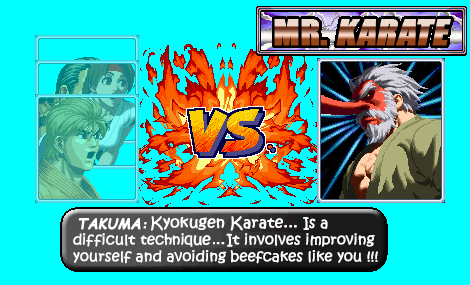 MR. KARATE
VS
TAKUMA: Kyokugen Karate... Is a
difficult technique...It involves improving
yourself and avoiding beefcakes like you !!!